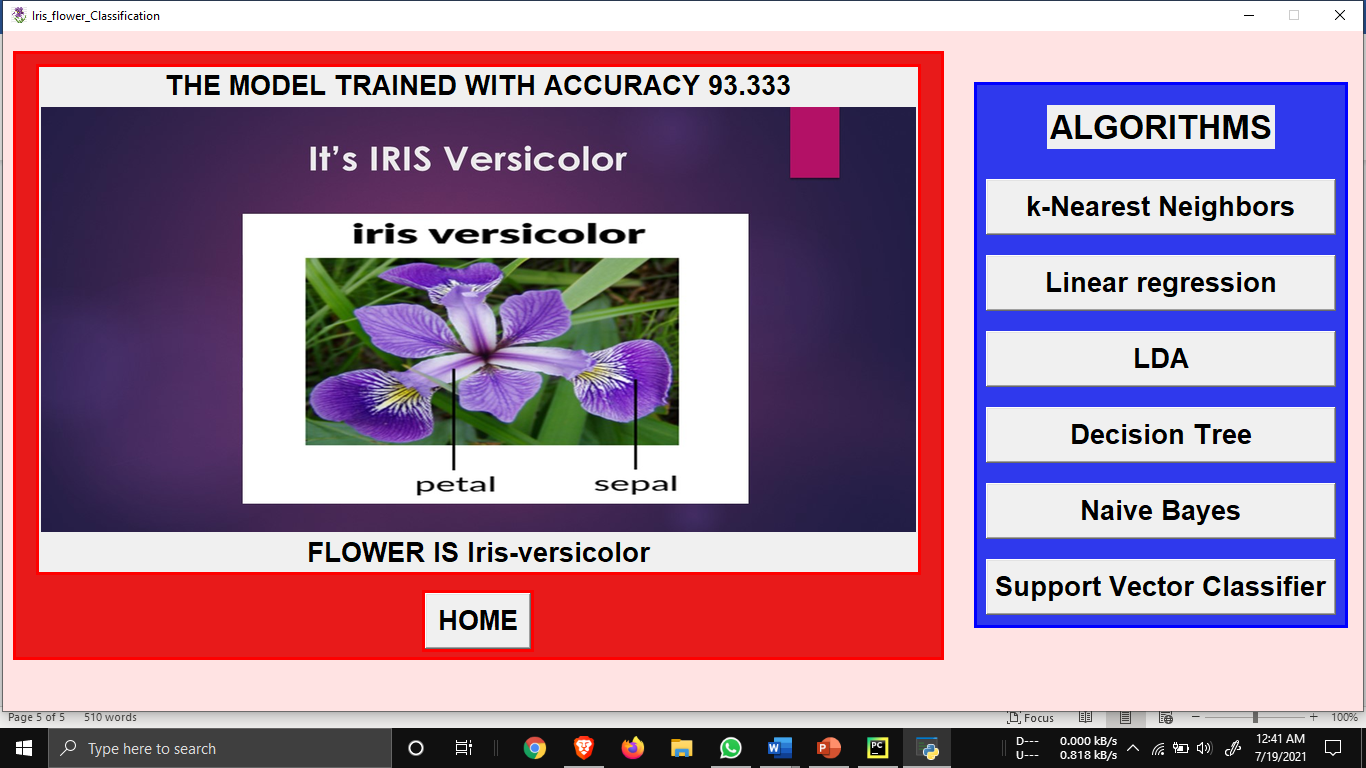 Iris_flower_Classification
THE MODEL TRAINED WITH ACCURACY 93.333
It’s IRIS Versicolor
iris versicolor
petal
sepal
FLOWER IS Iris-versicolor
HOME
ALGORITHMS
k-Nearest Neighbors
Linear regression
LDA
Decision Tree
Naive Bayes
Support Vector Classifier
Page 5 of 5 510 words
Focus
100%
Type here to search
D--- 0.000 kB/s
U--- 0.818 kB/s
12:41 AM
7/19/2021